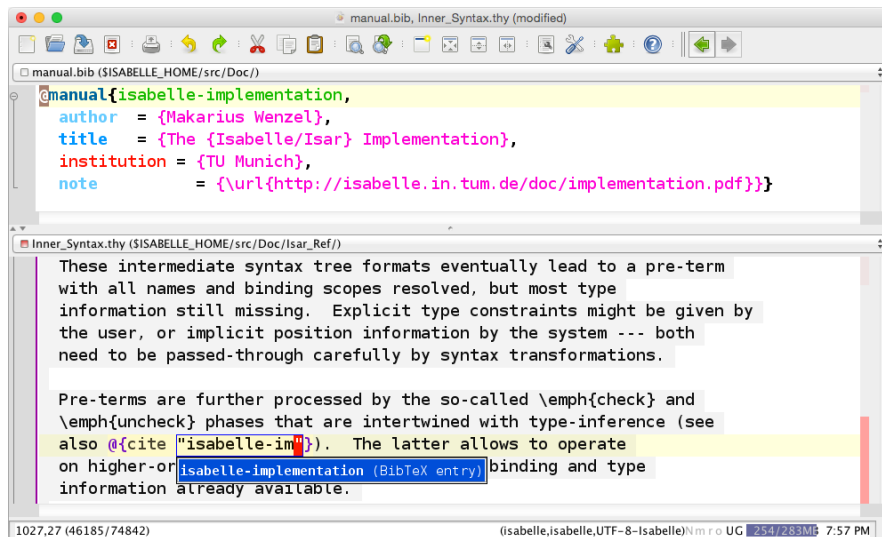 manual.bib, Inner_Syntax.thy (modified)
manual.bib ($ISABELLE_HOME/src/Doc/)
@manual{isabelle-implementation,
author = {Makarius Wenzel},
title = {The {Isabelle/Isar} Implementation},
institution = {TU Munich},
note = {\url{http://isabelle.in.tum.de/doc/implementation.pdf}}}
Inner_Syntax.thy ($ISABELLE_HOME/src/Doc/Isar_Ref/)
These intermediate syntax tree formats eventually lead to a pre-term
with all names and binding scopes resolved, but most type
information still missing. Explicit type constraints might be given by
the user, or implicit position information by the system --- both
need to be passed-through carefully by syntax transformations.
Pre-terms are further processed by the so-called \emph{check} and
\emph{uncheck} phases that are intertwined with type-inference (see
also @{cite "isabelle-im"}). The latter allows to operate
on higher-or binding and type
isabelle-implementation (BibTeX entry)
information already available.
1027,27 (46185/74842) (isabelle,isabelle,UTF-8-Isabelle)N m r o UG 254/283MB 7:57 PM